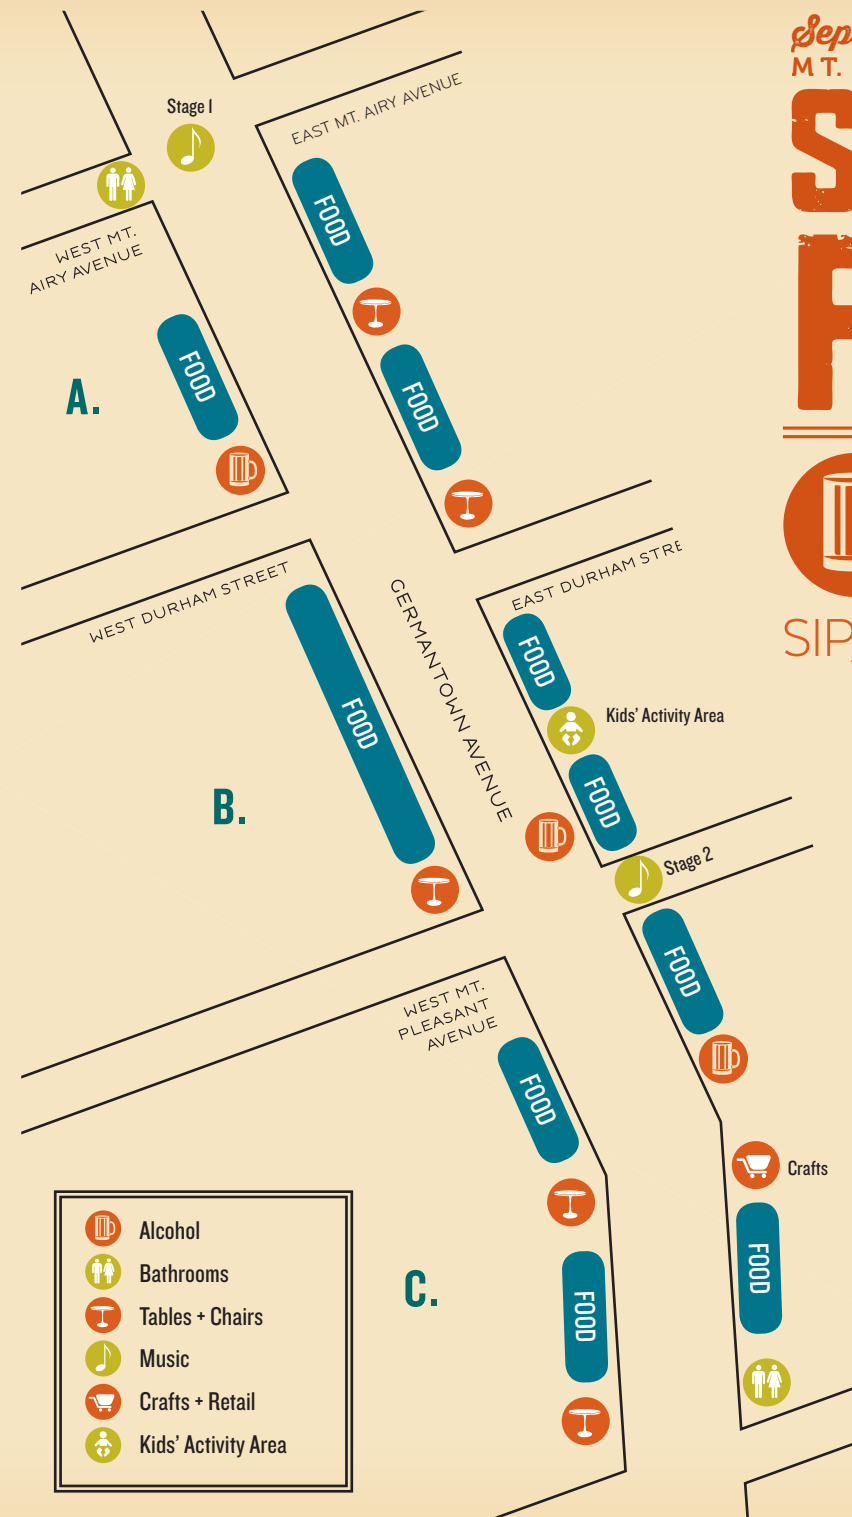 Sep
MT.
S
F
SIP
Stage 1
EAST MT. AIRY AVENUE
WEST MT.
AIRY AVENUE
FOOD
FOOD
FOOD
A.
WEST DURHAM STREET
GERMANTOWN AVENUE
EAST DURHAM STRE
FOOD
FOOD
Kids' Activity Area
FOOD
B.
Stage 2
FOOD
WEST MT.
PLEASANT
AVENUE
FOOD
Crafts
FOOD
FOOD
C.
Alcohol
Bathrooms
Tables + Chairs
Music
Crafts + Retail
Kids' Activity Area